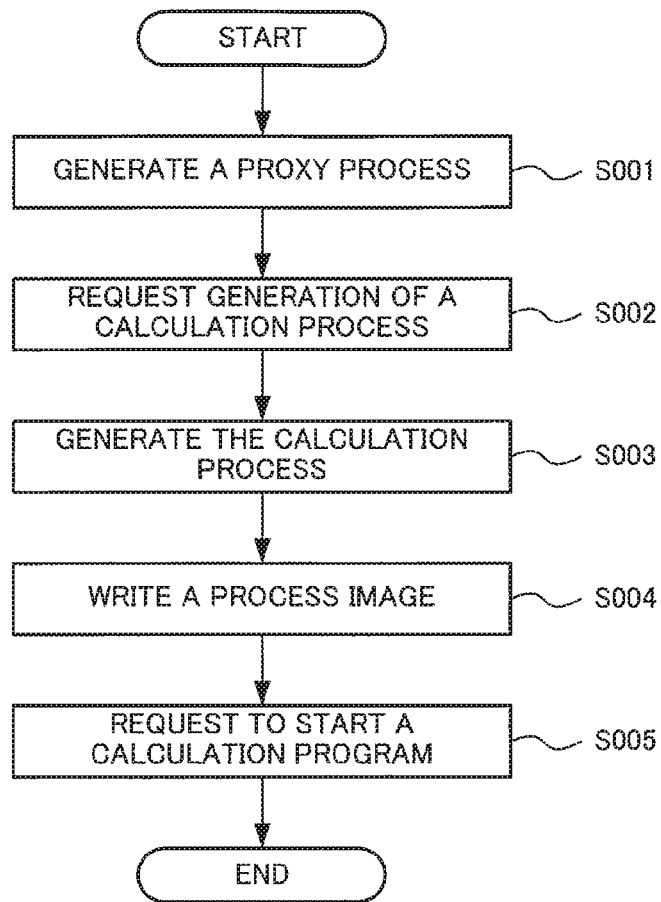 START
GENERATE A PROXY PROCESS
S001
REQUEST GENERATION OF A
CALCULATION PROCESS
S002
GENERATE THE CALCULATION
PROCESS
S003
WRITE A PROCESS IMAGE
S004
REQUEST TO START A
CALCULATION PROGRAM
S005
END